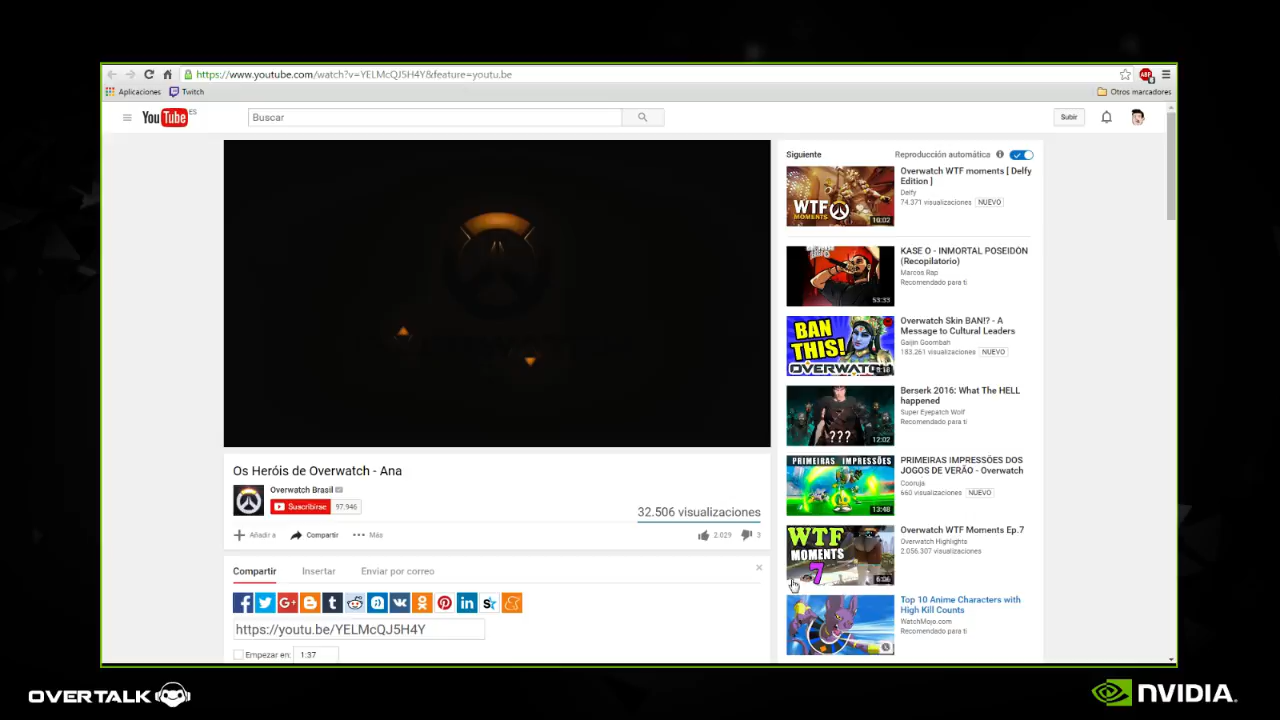 https://www.youtube.com/watch?v=YELMcQJ5H4Y&feature=youtu.be
ABP
Aplicaciones
Twitch
Otros marcadores
YouTube ES
Buscar
Subir
Siguiente
Reproducción automática
Overwatch WTF moments [ Delfy
Edition ]
Delfy
74.371 visualizaciones NUEVO
WTF
MOMENTS
10:02
KASE O - INMORTAL POSEIDÓN
(Recopilatorio)
Marcos Rap
Recomendado para ti
53:33
Overwatch Skin BAN!? - A
Message to Cultural Leaders
Gaijin Goombah
183.261 visualizaciones NUEVO
BAN
THIS!
OVERWATCH
Berserk 2016: What The HELL
happened
Super Eyepatch Wolf
Recomendado para ti
???
12:02
PRIMEIRAS IMPRESSÕES DOS
JOGOS DE VERÃO - Overwatch
Cooruja
660 visualizaciones NUEVO
PRIMEIRAS IMPRESSÕES
13:48
Overwatch WTF Moments Ep.7
Overwatch Highlights
2.056.307 visualizaciones
WTF
MOMENTS
7
6:06
Top 10 Anime Characters with
High Kill Counts
WatchMojo.com
Recomendado para ti
Os Heróis de Overwatch - Ana
Overwatch Brasil
Suscribirse 97.946
32.506 visualizaciones
Añadir a
Compartir
Más
2.029
3
Compartir
Insertar
Enviar por correo
https://youtu.be/YELMcQJ5H4Y
Empezar en: 1:37
OVERTALK
NVIDIA.